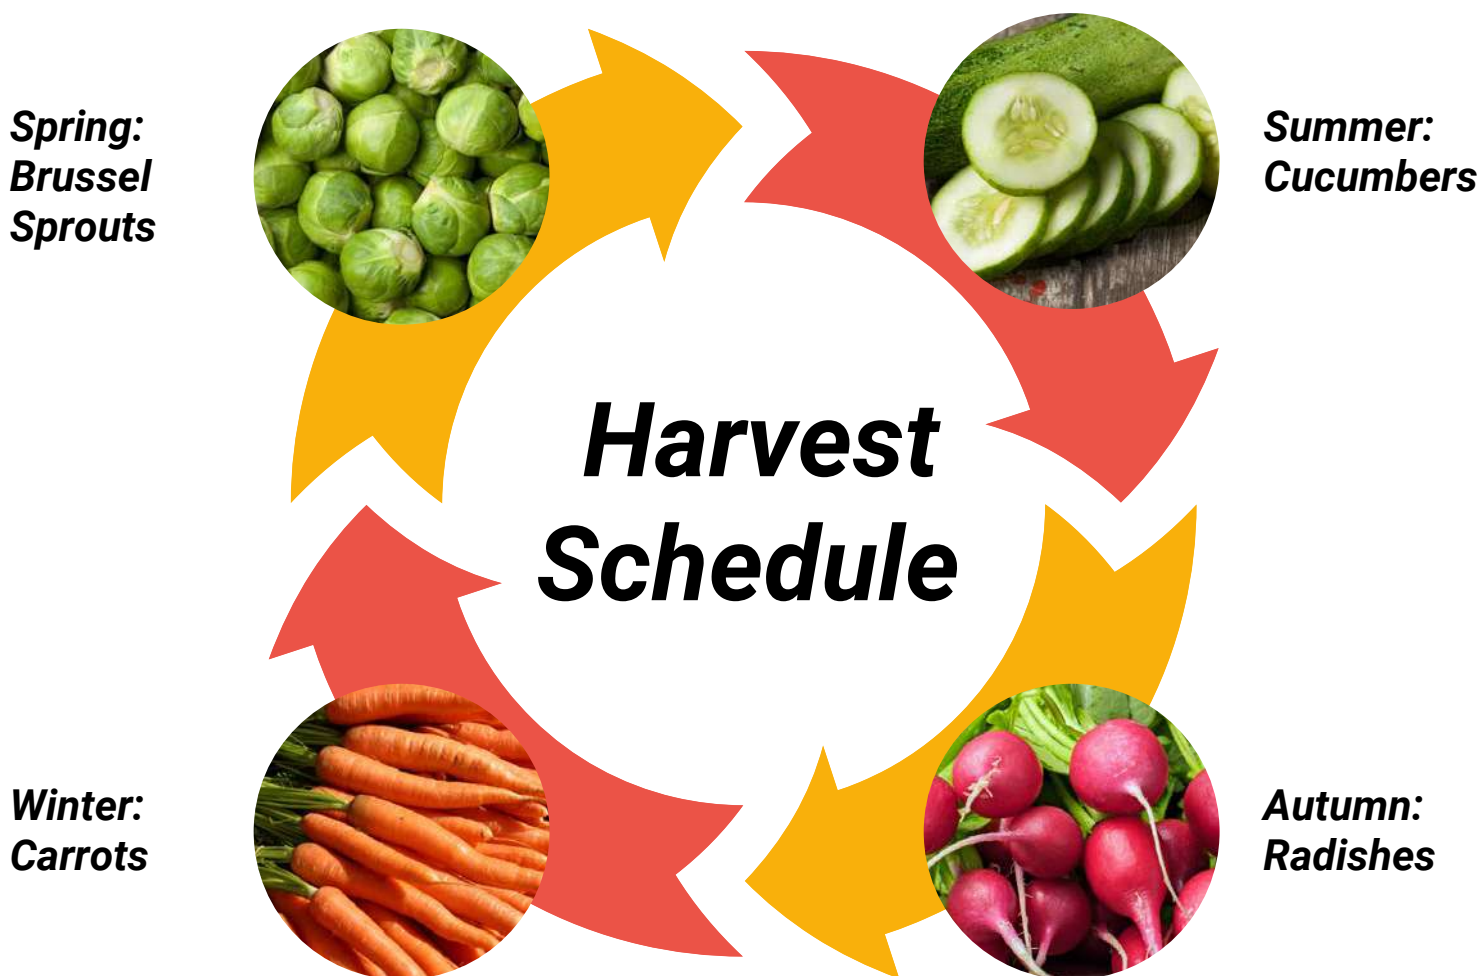 Spring:
Brussel
Sprouts
Summer:
Cucumbers
Harvest
Schedule
Winter:
Carrots
Autumn:
Radishes